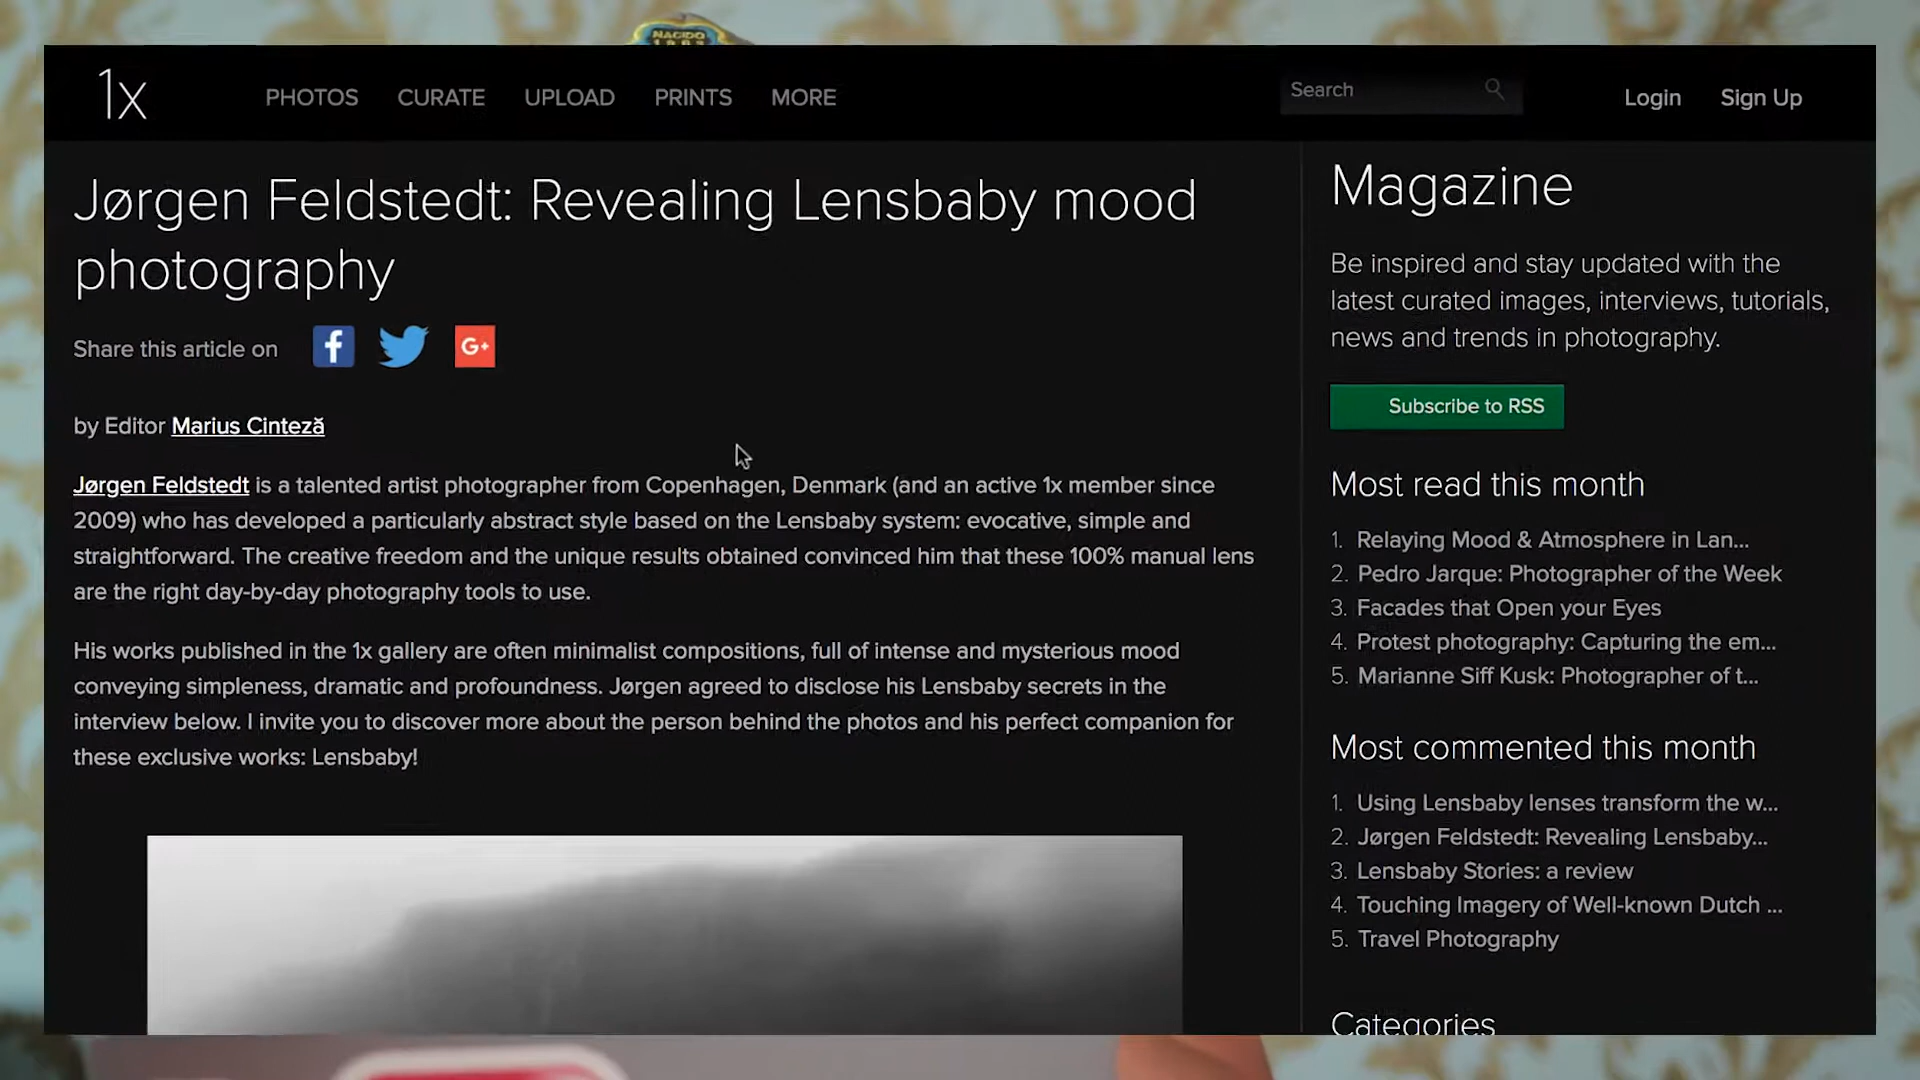 NACIDO
1x
PHOTOS CURATE UPLOAD PRINTS MORE
Search
Login Sign Up
Jørgen Feldstedt: Revealing Lensbaby mood
photography
Share this article on
f
G+
by Editor Marius Cinteză
Jørgen Feldstedt is a talented artist photographer from Copenhagen, Denmark (and an active 1x member since
2009) who has developed a particularly abstract style based on the Lensbaby system: evocative, simple and
straightforward. The creative freedom and the unique results obtained convinced him that these 100% manual lens
are the right day-by-day photography tools to use.
His works published in the 1x gallery are often minimalist compositions, full of intense and mysterious mood
conveying simpleness, dramatic and profoundness. Jørgen agreed to disclose his Lensbaby secrets in the
interview below. I invite you to discover more about the person behind the photos and his perfect companion for
these exclusive works: Lensbaby!
Magazine
Be inspired and stay updated with the
latest curated images, interviews, tutorials,
news and trends in photography.
Subscribe to RSS
Most read this month
1. Relaying Mood & Atmosphere in Lan...
2. Pedro Jarque: Photographer of the Week
3. Facades that Open your Eyes
4. Protest photography: Capturing the em...
5. Marianne Siff Kusk: Photographer of t...
Most commented this month
1. Using Lensbaby lenses transform the w...
2. Jørgen Feldstedt: Revealing Lensbaby...
3. Lensbaby Stories: a review
4. Touching Imagery of Well-known Dutch ...
5. Travel Photography
Categories